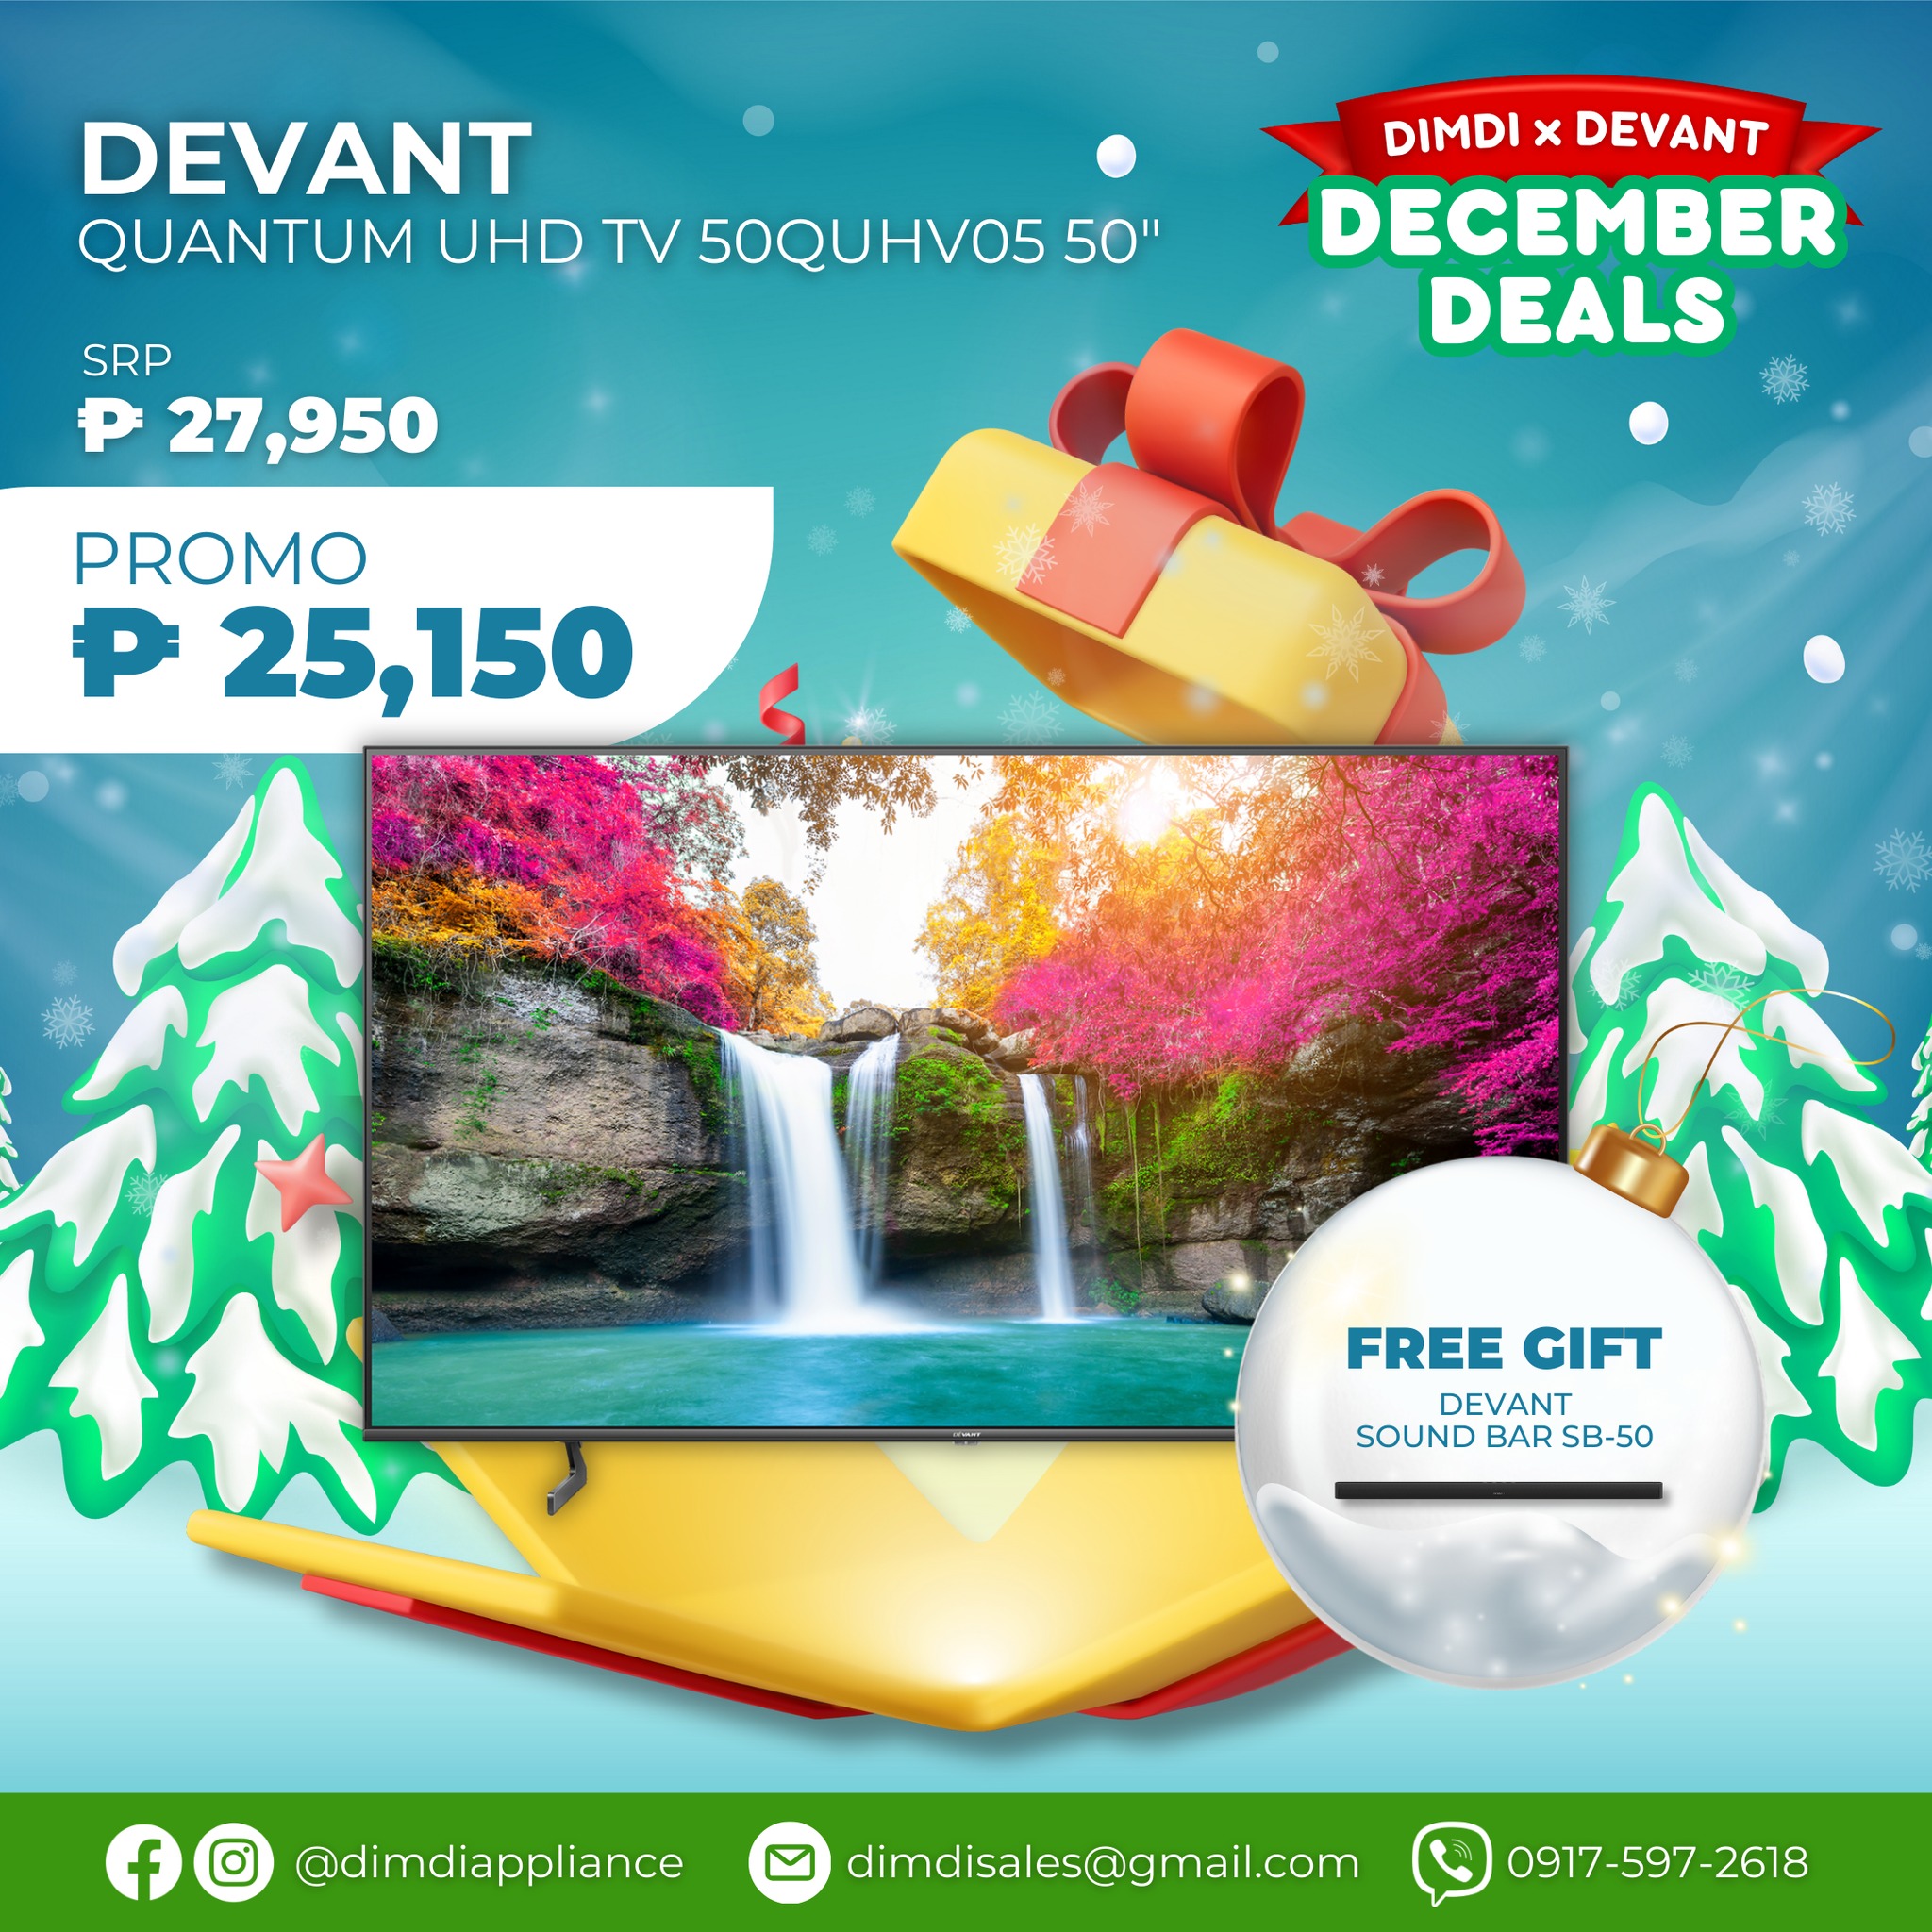 DEVANT
QUANTUM UHD TV 50QUHV05 50"
DIMDI x DEVANT
DECEMBER
DEALS
SRP
₱ 27,950
PROMO
₱ 25,150
DEVANT
FREE GIFT
DEVANT
SOUND BAR SB-50
@dimdiappliance
dimdisales@gmail.com
0917-597-2618